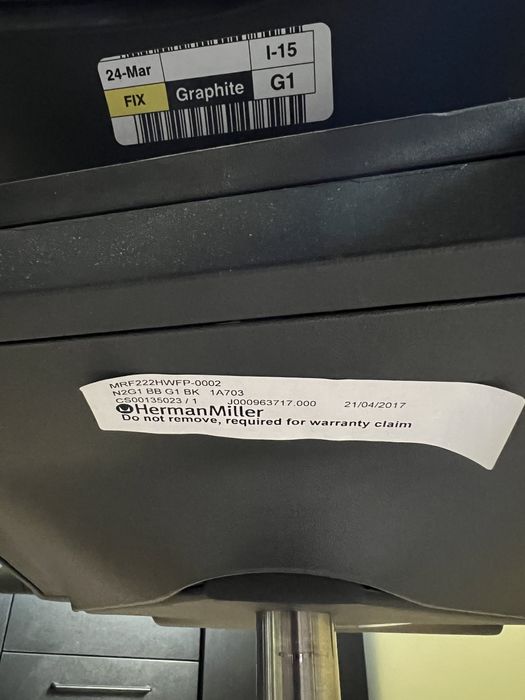 24-Mar
I-15
FIX
Graphite
G1
MRF222HWFP-0002
N2G1 BB G1 BK 1A703
CS00135023 / 1 J000963717.000 21/04/2017
HermanMiller
Do not remove, required for warranty claim